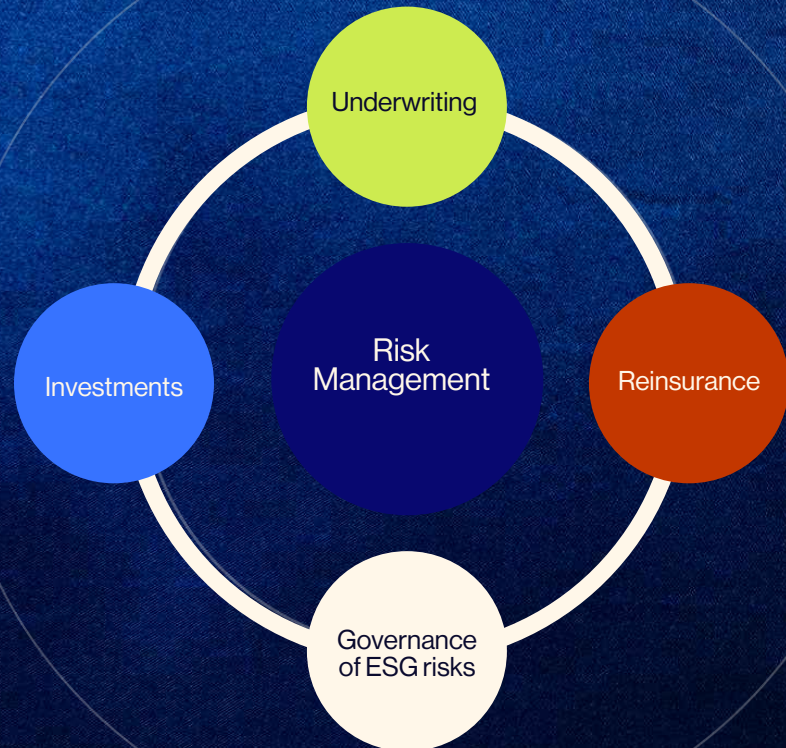 Underwriting
Risk
Management
Investments
Reinsurance
Governance
of ESG risks